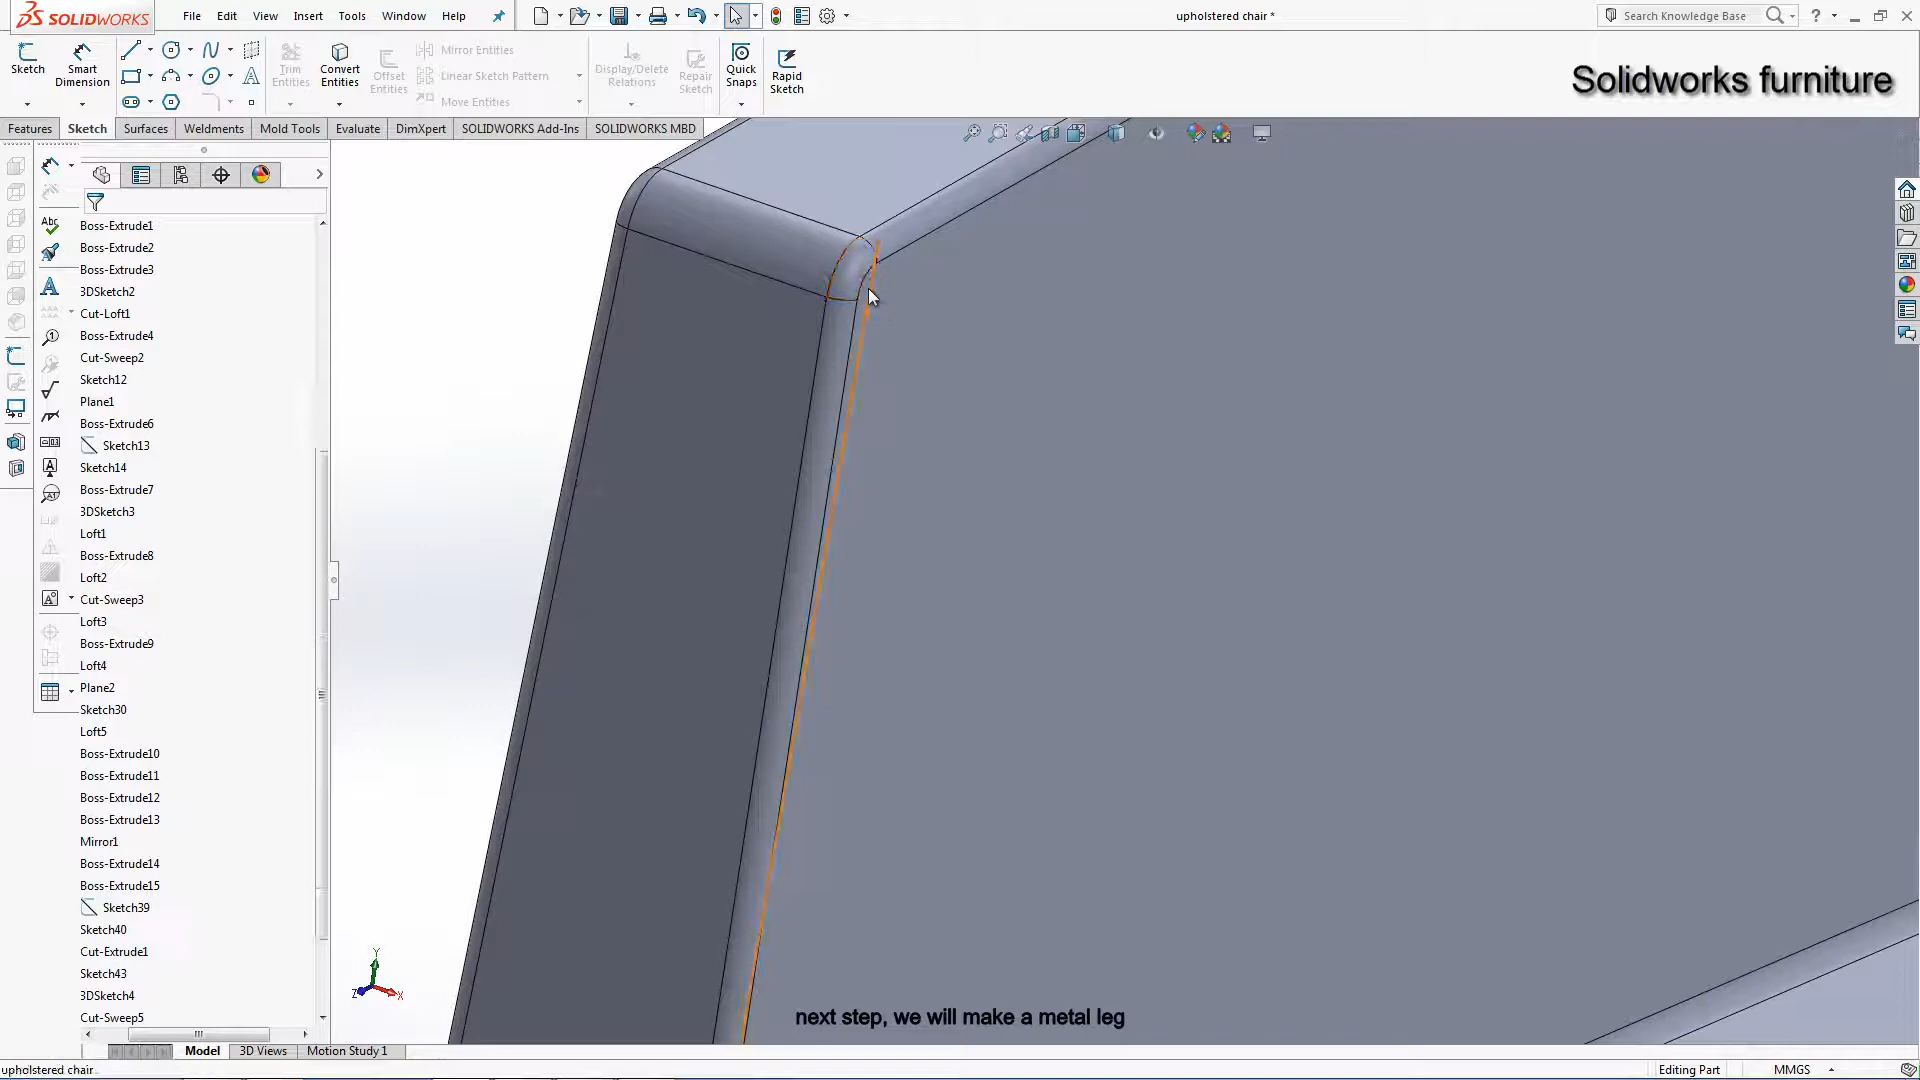 SOLIDWORKS
File Edit View Insert Tools Window Help
upholstered chair *
Search Knowledge Base
Sketch
Smart Dimension
Trim Entities
Convert Entities
Offset Entities
Mirror Entities
Linear Sketch Pattern
Move Entities
Display/Delete Relations
Repair Sketch
Quick Snaps
Rapid Sketch
Solidworks furniture
Features Sketch Surfaces Weldments Mold Tools Evaluate DimXpert SOLIDWORKS Add-Ins SOLIDWORKS MBD
Boss-Extrude1
Boss-Extrude2
Boss-Extrude3
3DSketch2
Cut-Loft1
Boss-Extrude4
Cut-Sweep2
Sketch12
Plane1
Boss-Extrude6
Sketch13
Sketch14
Boss-Extrude7
3DSketch3
Loft1
Boss-Extrude8
Loft2
Cut-Sweep3
Loft3
Boss-Extrude9
Loft4
Plane2
Sketch30
Loft5
Boss-Extrude10
Boss-Extrude11
Boss-Extrude12
Boss-Extrude13
Mirror1
Boss-Extrude14
Boss-Extrude15
Sketch39
Sketch40
Cut-Extrude1
Sketch43
3DSketch4
Cut-Sweep5
Y
Z
X
next step, we will make a metal leg
Model 3D Views Motion Study 1
upholstered chair
Editing Part
MMGS